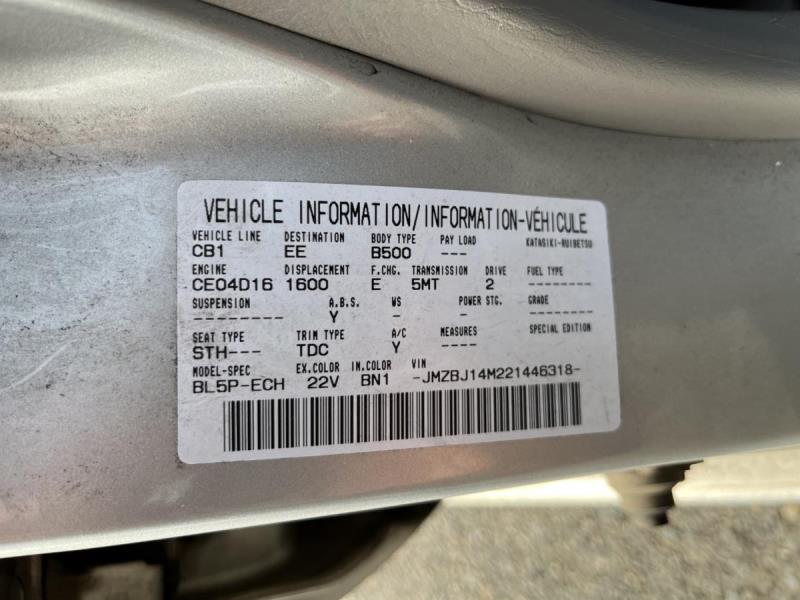 VEHICLE INFORMATION/INFORMATION-VÉHICULE
VEHICLE LINE DESTINATION BODY TYPE PAY LOAD KATASIKI-RUIBETSU
CB1 EE B500 ---
ENGINE DISPLACEMENT F.CHG. TRANSMISSION DRIVE FUEL TYPE
CE04D16 1600 E 5MT 2 --------
SUSPENSION A.B.S. WS POWER STG. GRADE
-------- Y - - --------
SEAT TYPE TRIM TYPE A/C MEASURES SPECIAL EDITION
STH--- TDC Y ----
MODEL-SPEC EX.COLOR IN.COLOR VIN
BL5P-ECH 22V BN1 -JMZBJ14M221446318-